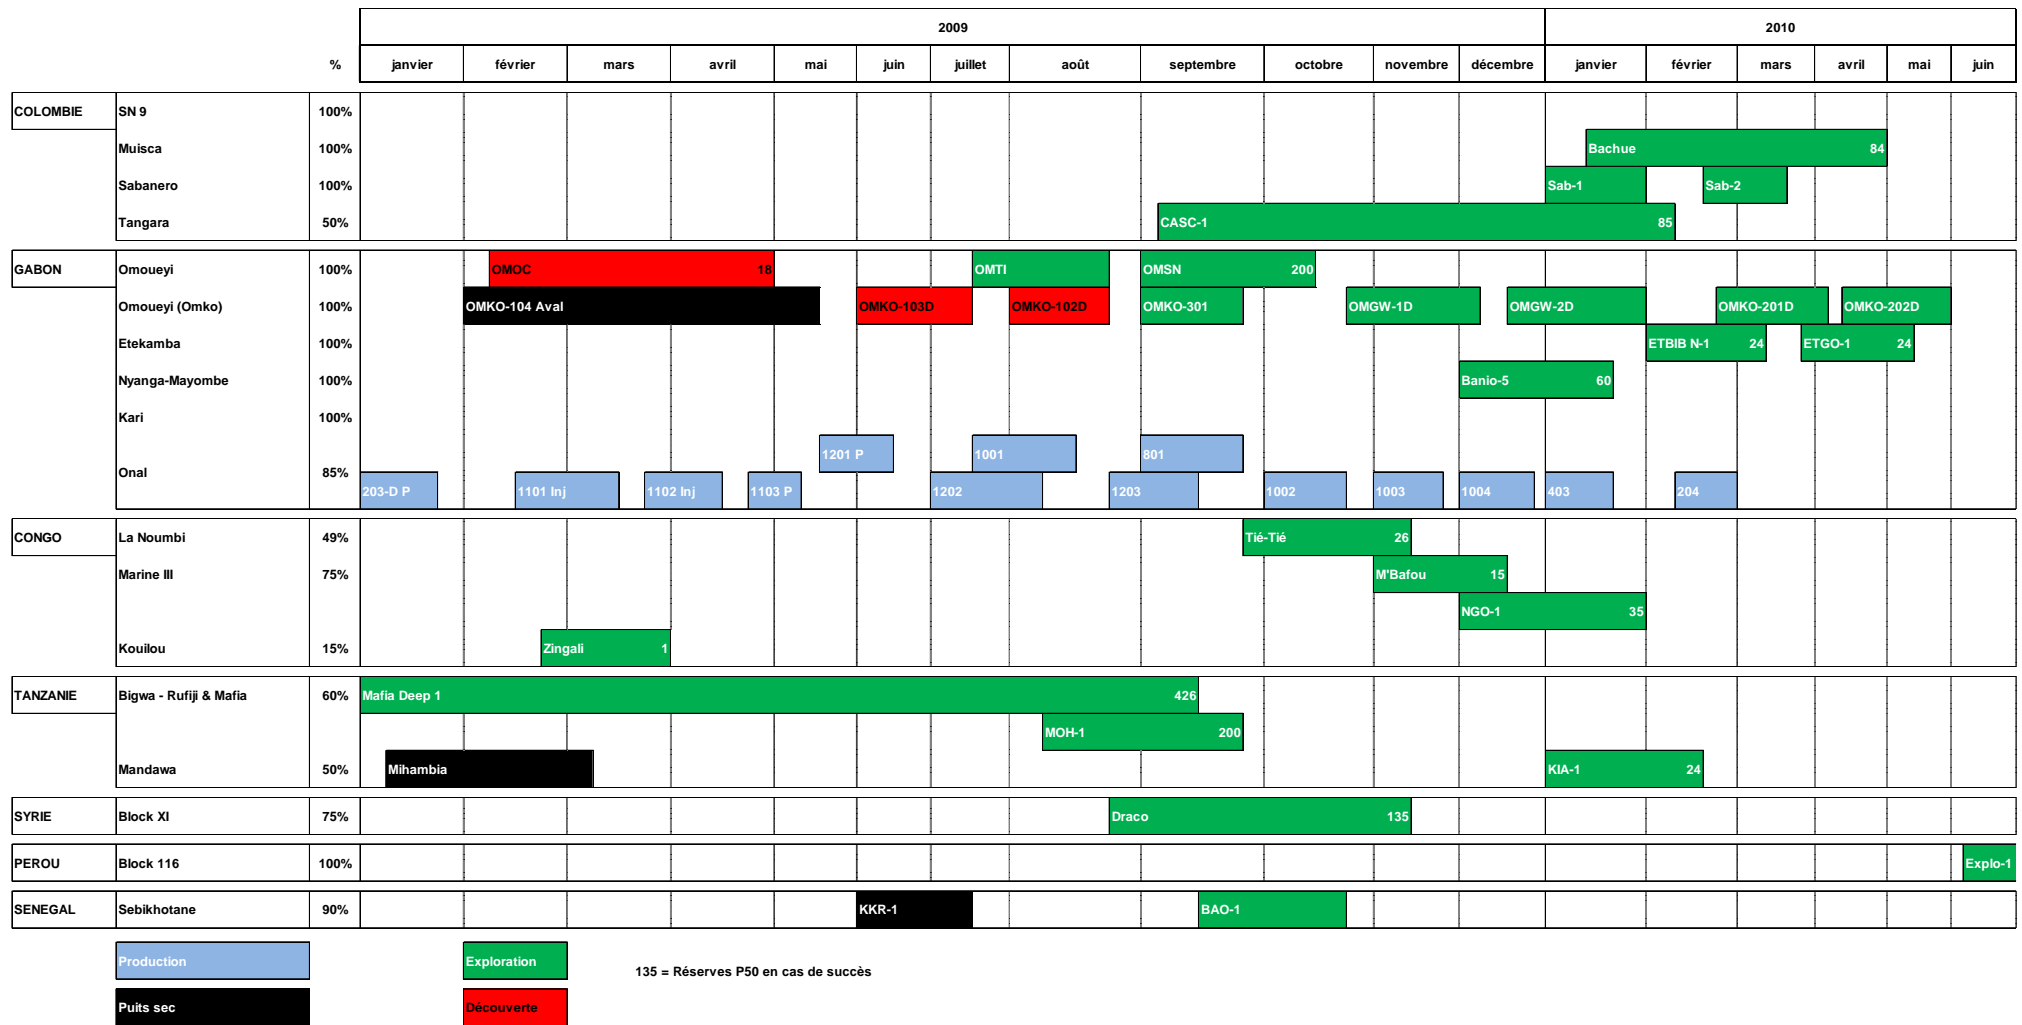 2009 2010
% janvier février mars avril mai juin juillet août septembre octobre novembre décembre janvier février mars avril mai juin
COLOMBIE SN 9 100%
Muisca 100% Bachue 84
Sabanero 100% Sab-1 Sab-2
Tangara 50% CASC-1 85
GABON Omoueyi 100% OMOC 18 OMTI OMSN 200
Omoueyi (Omko) 100% OMKO-104 Aval OMKO-103D OMKO-102D OMKO-301 OMGW-1D OMGW-2D OMKO-201D OMKO-202D
Etekamba 100% ETBIB N-1 24 ETGO-1 24
Nyanga-Mayombe 100% Banio-5 60
Kari 100%
1201 P 1001 801
Onal 85%
203-D P 1101 Inj 1102 Inj 1103 P 1202 1203 1002 1003 1004 403 204
CONGO La Noumbi 49% Tié-Tié 26
Marine III 75% M'Bafou 15
NGO-1 35
Kouilou 15% Zingali 1
TANZANIE Bigwa - Rufiji & Mafia 60% Mafia Deep 1 426
MOH-1 200
Mandawa 50% Mihambia KIA-1 24
SYRIE Block XI 75% Draco 135
PEROU Block 116 100% Explo-1
SENEGAL Sebikhotane 90% KKR-1 BAO-1
Production Exploration 135 = Réserves P50 en cas de succès
Puits sec Découverte